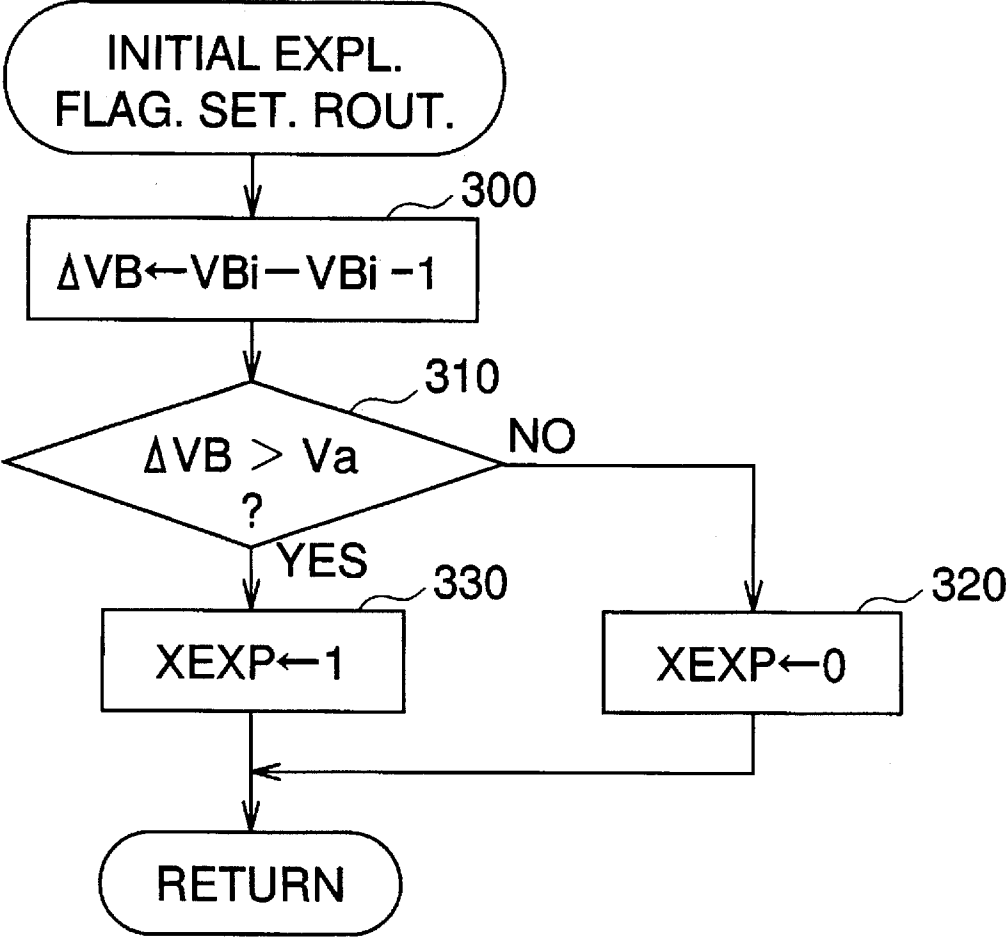 INITIAL EXPL.
FLAG. SET. ROUT.
300
ΔVB←VBi−VBi -1
310
ΔVB > Va
?
NO
YES
330
XEXP←1
320
XEXP←0
RETURN